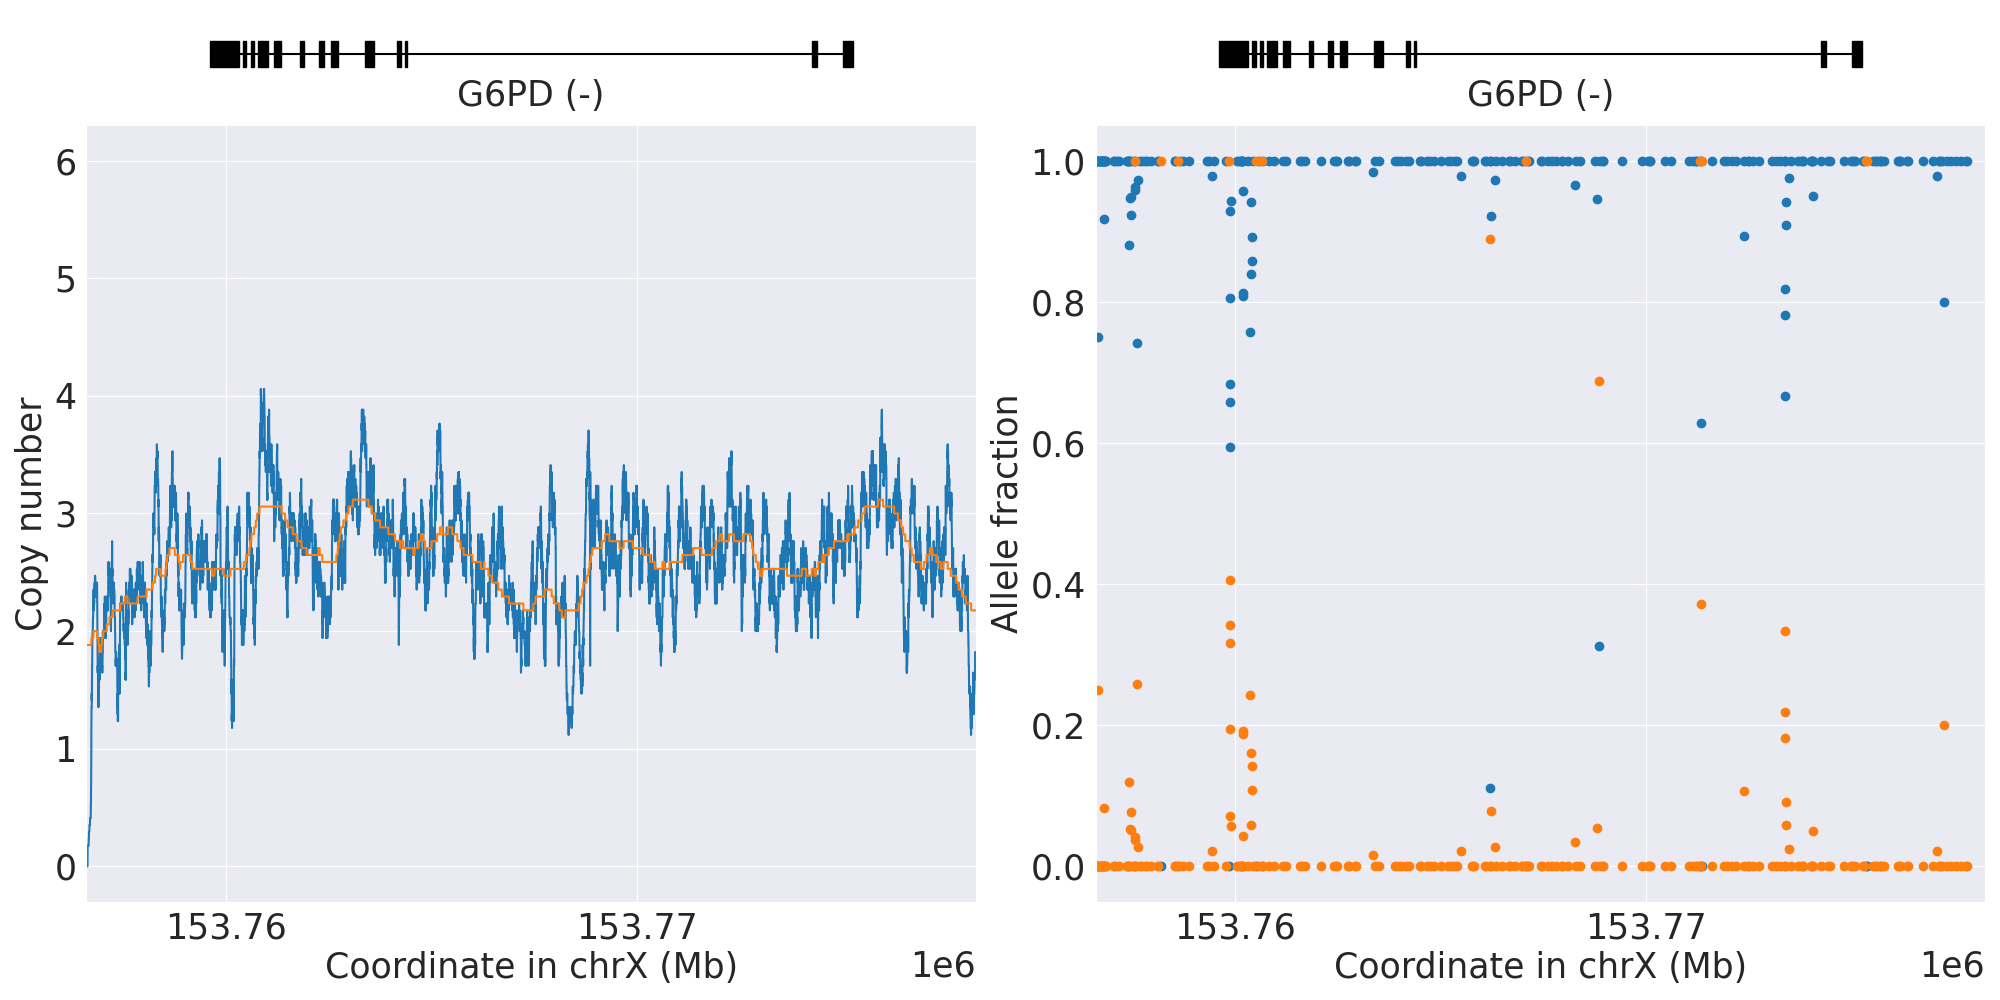 G6PD (-)
6
5
4
3
2
1
0
Copy number
153.76
153.77
Coordinate in chrX (Mb)
1e6
G6PD (-)
1.0
0.8
0.6
0.4
0.2
0.0
Allele fraction
153.76
153.77
Coordinate in chrX (Mb)
1e6